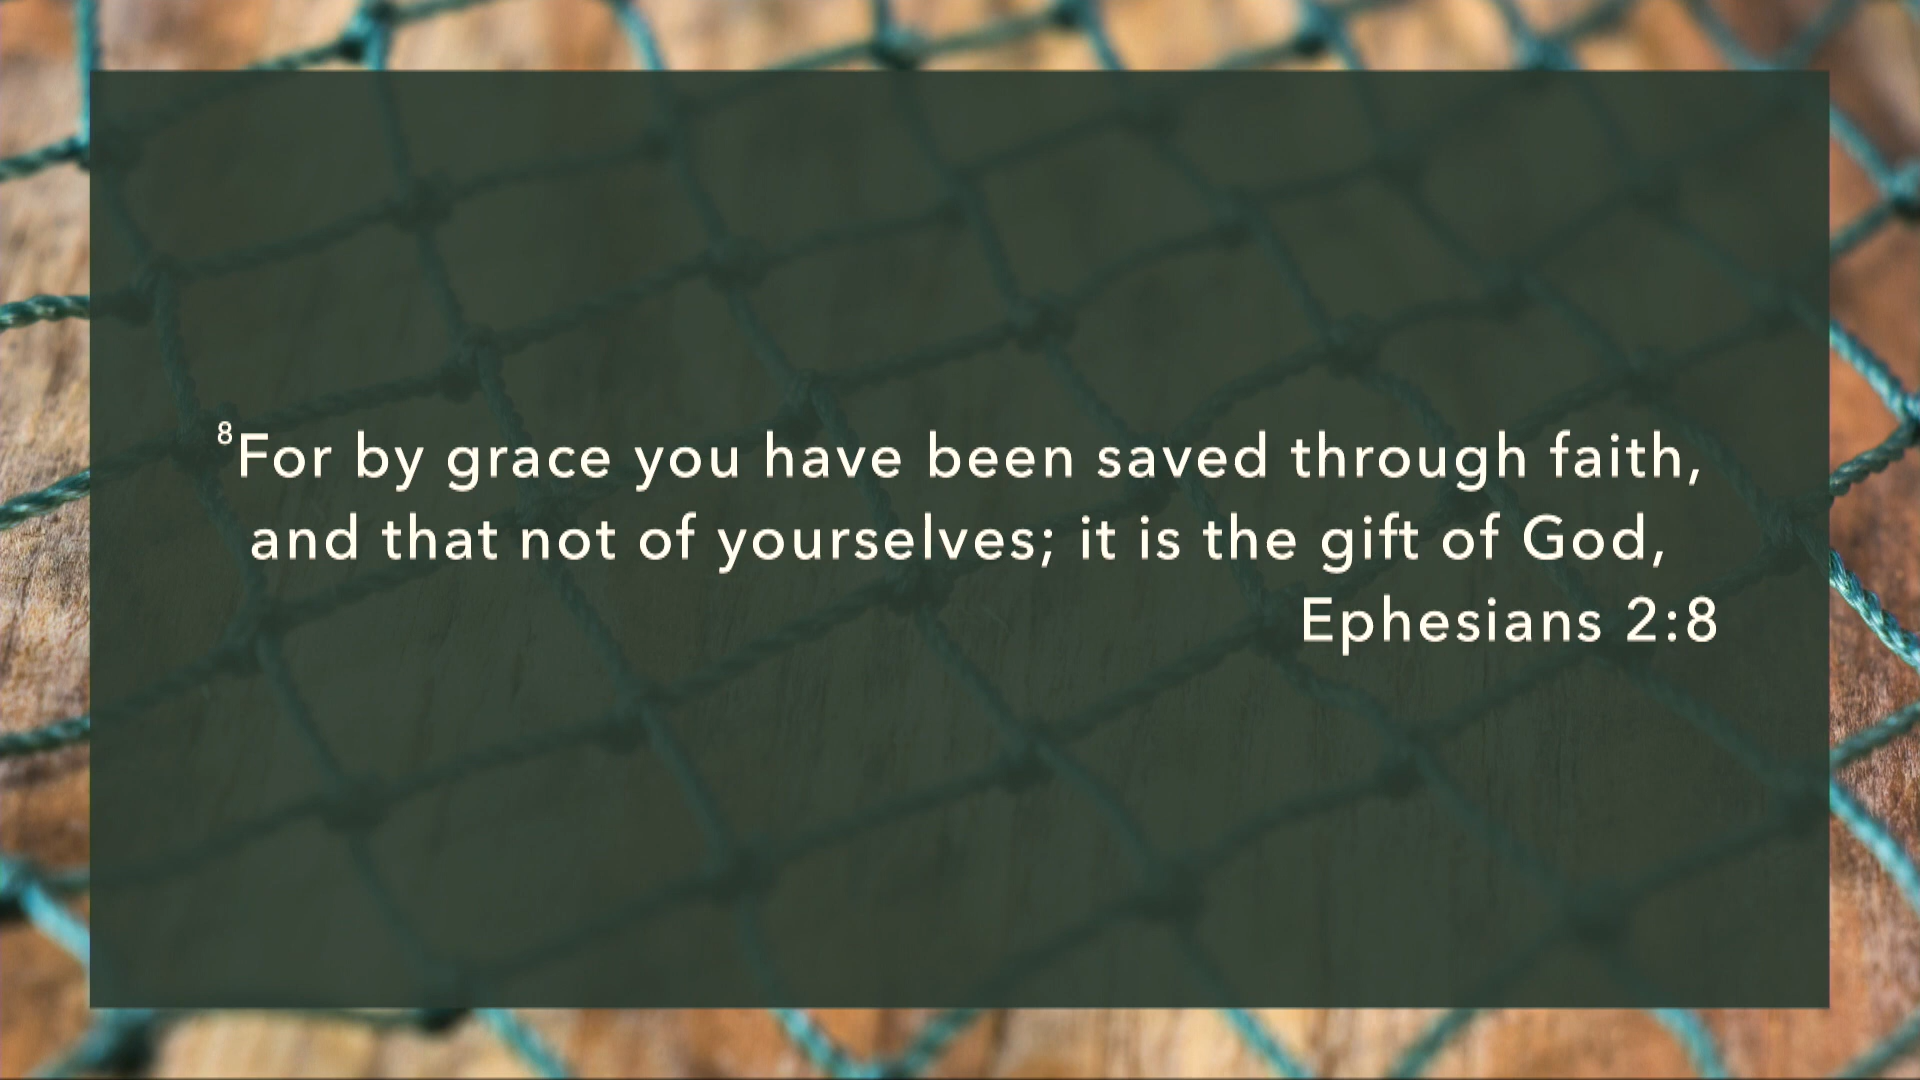 ⁸For by grace you have been saved through faith,
and that not of yourselves; it is the gift of God,
Ephesians 2:8